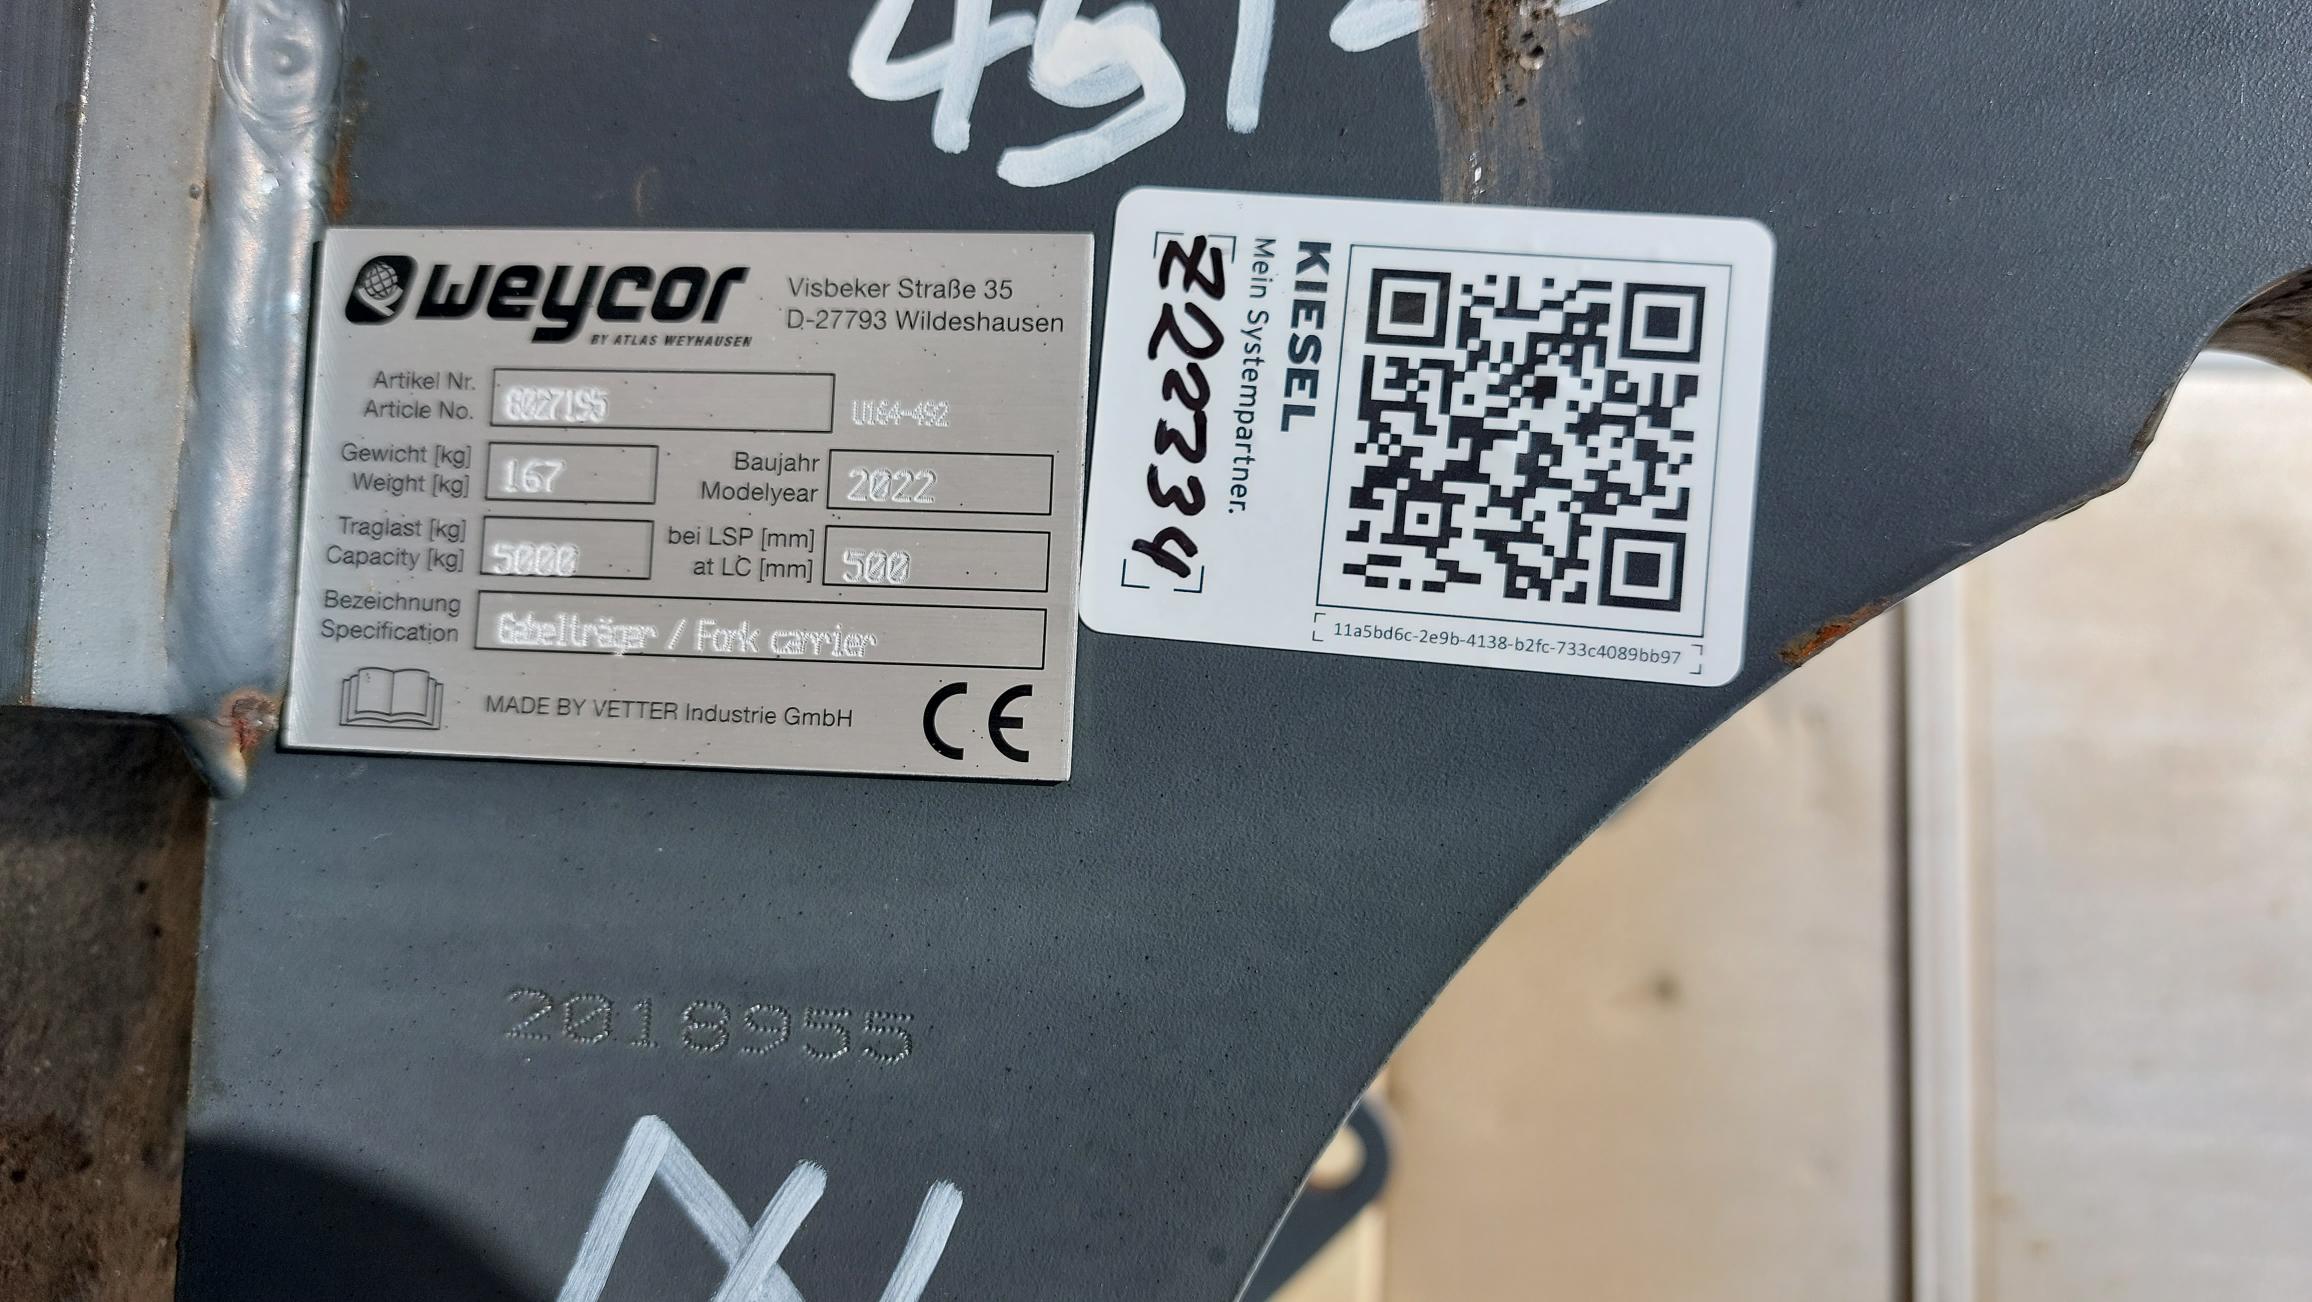 weycor
BY ATLAS WEYHAUSEN
Visbeker Straße 35
D-27793 Wildeshausen
Artikel Nr.
Article No.
8027195
U164-492
Gewicht [kg]
Weight [kg]
167
Baujahr
Modelyear
2022
Traglast [kg]
Capacity [kg]
5000
bei LSP [mm]
at LC [mm]
500
Bezeichnung
Specification
Gabelträger / Fork carrier
MADE BY VETTER Industrie GmbH
CE
KIESEL
Mein Systempartner.
Z22334
11a5bd6c-2e9b-4138-b2fc-733c4089bb97
2018955